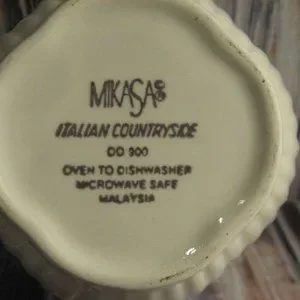 MIKASA
ITALIAN COUNTRYSIDE
DD 900
OVEN TO DISHWASHER
MICROWAVE SAFE
MALAYSIA